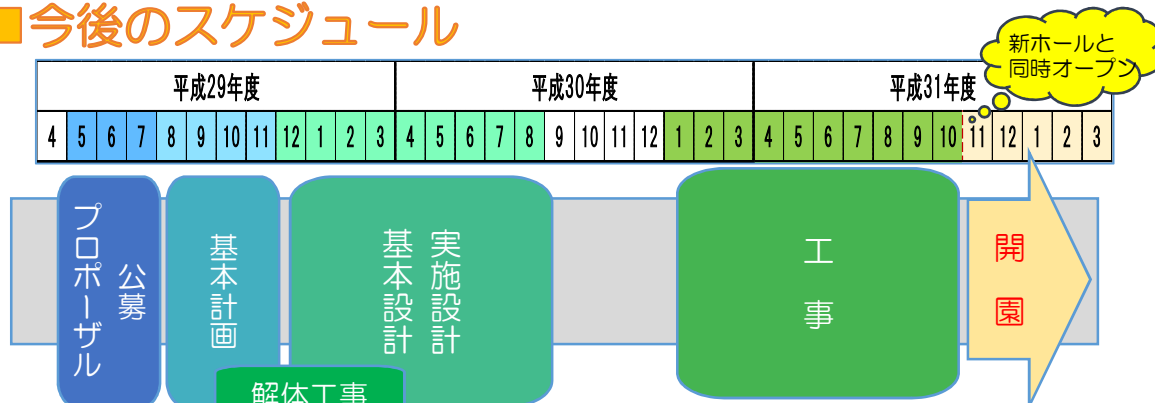 ■今後のスケジュール
新ホールと
同時オープン
平成29年度 平成30年度 平成31年度
4 5 6 7 8 9 10 11 12 1 2 3 4 5 6 7 8 9 10 11 12 1 2 3 4 5 6 7 8 9 10 11 12 1 2 3
公募
プロポーザル
基本計画
実施設計
基本設計
工事
開園
解体工事